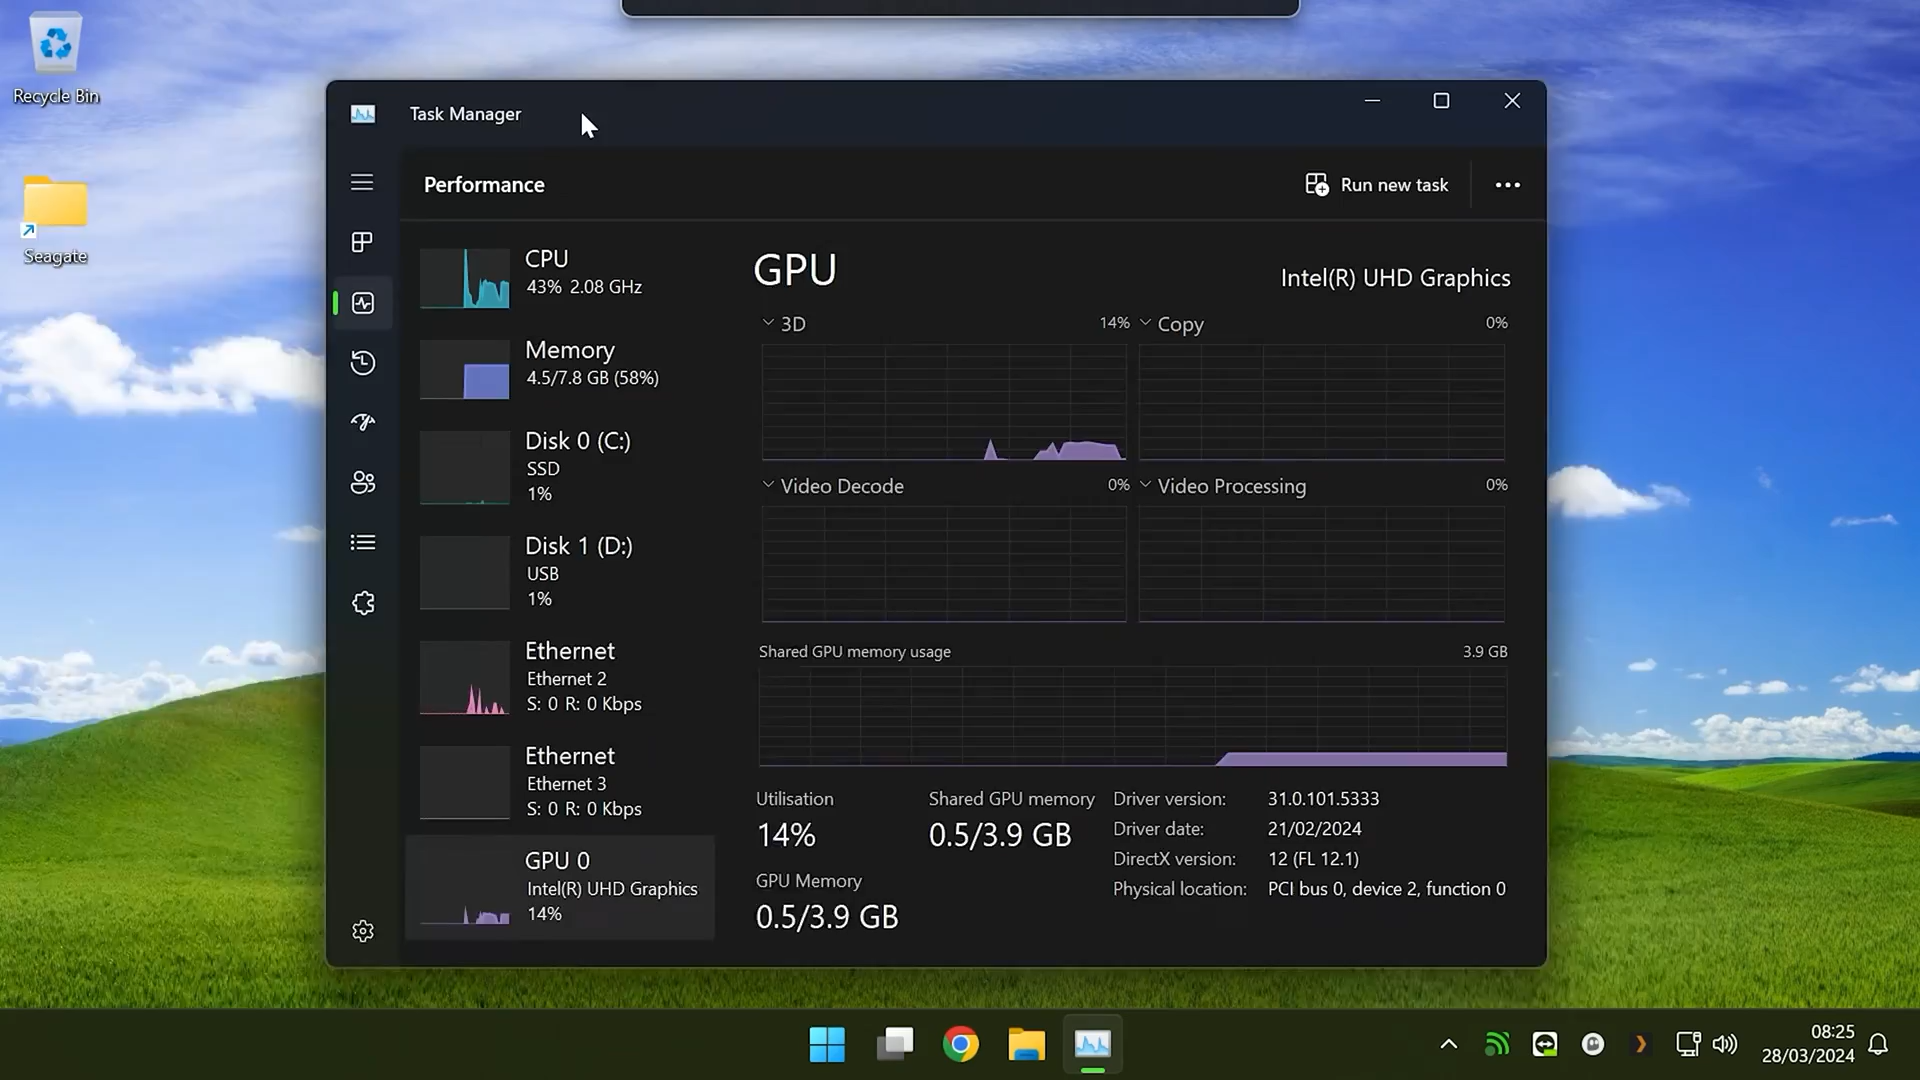 Recycle Bin
Seagate
Task Manager
Performance
Run new task
CPU
43% 2.08 GHz
Memory
4.5/7.8 GB (58%)
Disk 0 (C:)
SSD
1%
Disk 1 (D:)
USB
1%
Ethernet
Ethernet 2
S: 0 R: 0 Kbps
Ethernet
Ethernet 3
S: 0 R: 0 Kbps
GPU 0
Intel(R) UHD Graphics
14%
GPU
Intel(R) UHD Graphics
3D 14%
Copy 0%
Video Decode 0%
Video Processing 0%
Shared GPU memory usage 3.9 GB
Utilisation
14%
Shared GPU memory
0.5/3.9 GB
GPU Memory
0.5/3.9 GB
Driver version: 31.0.101.5333
Driver date: 21/02/2024
DirectX version: 12 (FL 12.1)
Physical location: PCI bus 0, device 2, function 0
08:25
28/03/2024